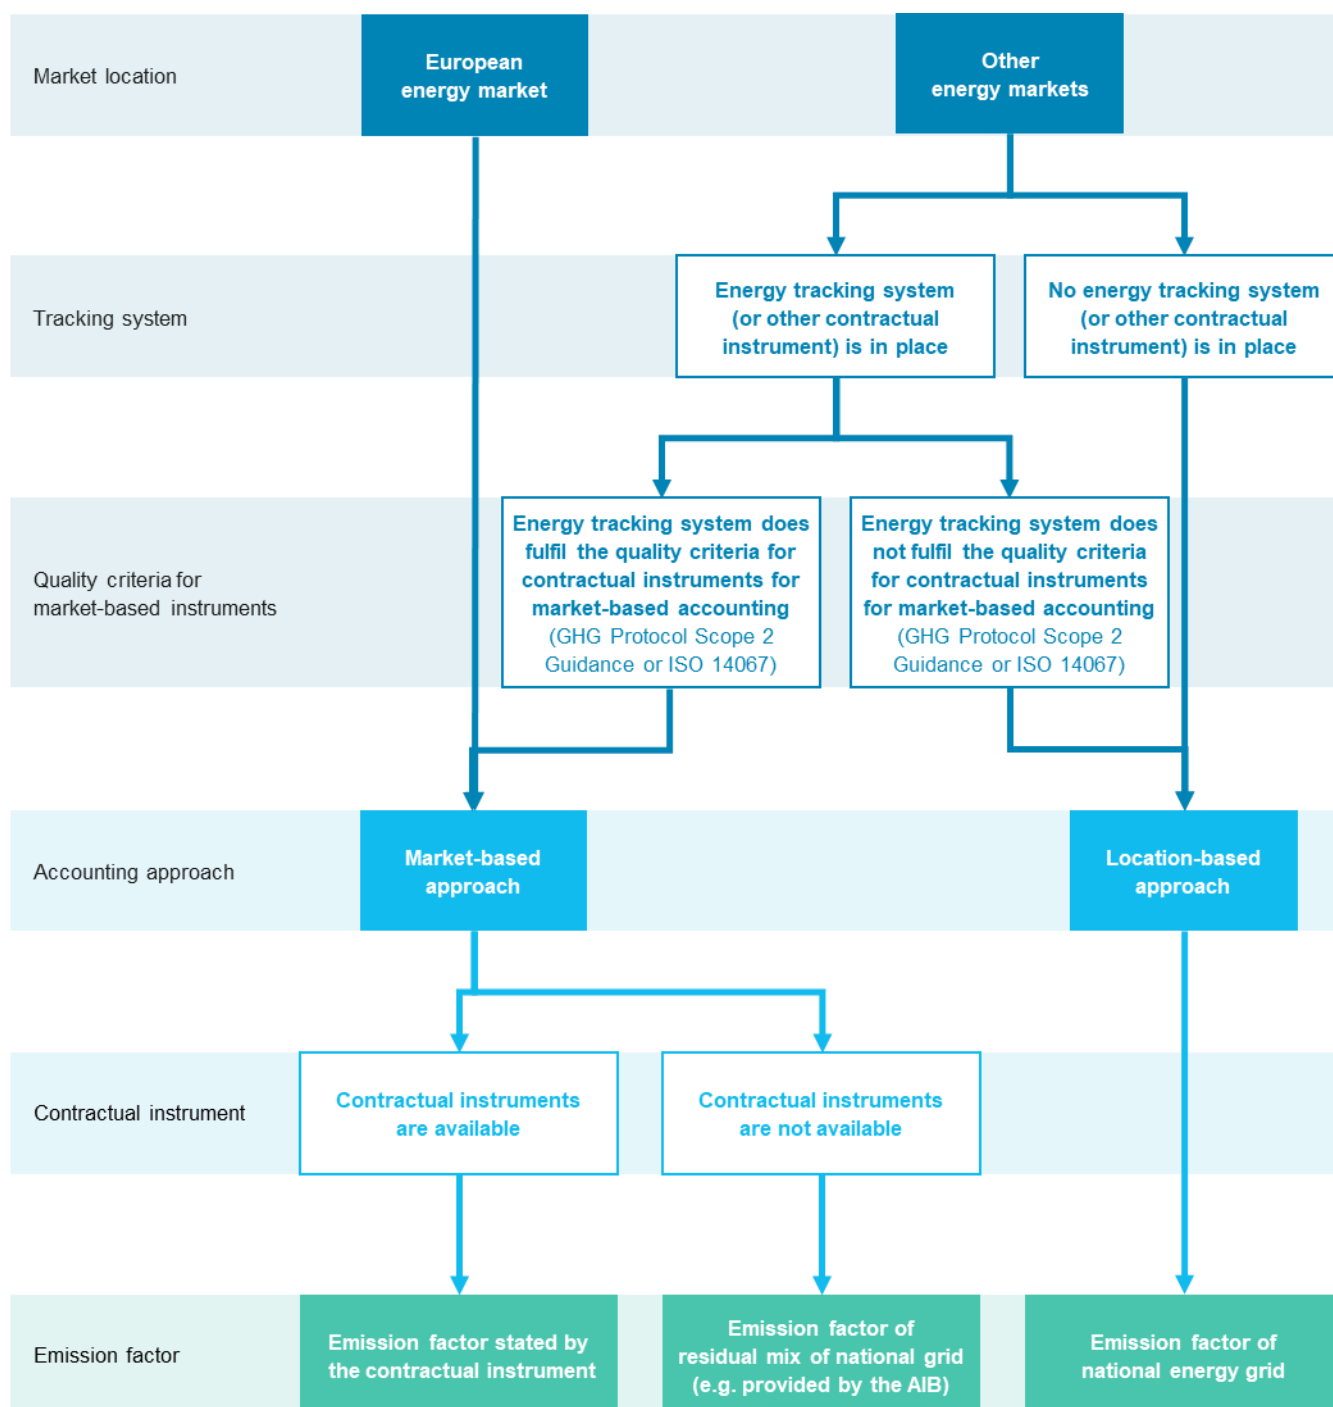 Market location
European
energy market
Other
energy markets
Tracking system
Energy tracking system
(or other contractual
instrument) is in place
No energy tracking system
(or other contractual
instrument) is in place
Quality criteria for
market-based instruments
Energy tracking system does
fulfil the quality criteria for
contractual instruments for
market-based accounting
(GHG Protocol Scope 2
Guidance or ISO 14067)
Energy tracking system does
not fulfil the quality criteria
for contractual instruments
for market-based accounting
(GHG Protocol Scope 2
Guidance or ISO 14067)
Accounting approach
Market-based
approach
Location-based
approach
Contractual instrument
Contractual instruments
are available
Contractual instruments
are not available
Emission factor
Emission factor stated by
the contractual instrument
Emission factor of
residual mix of national grid
(e.g. provided by the AIB)
Emission factor of
national energy grid